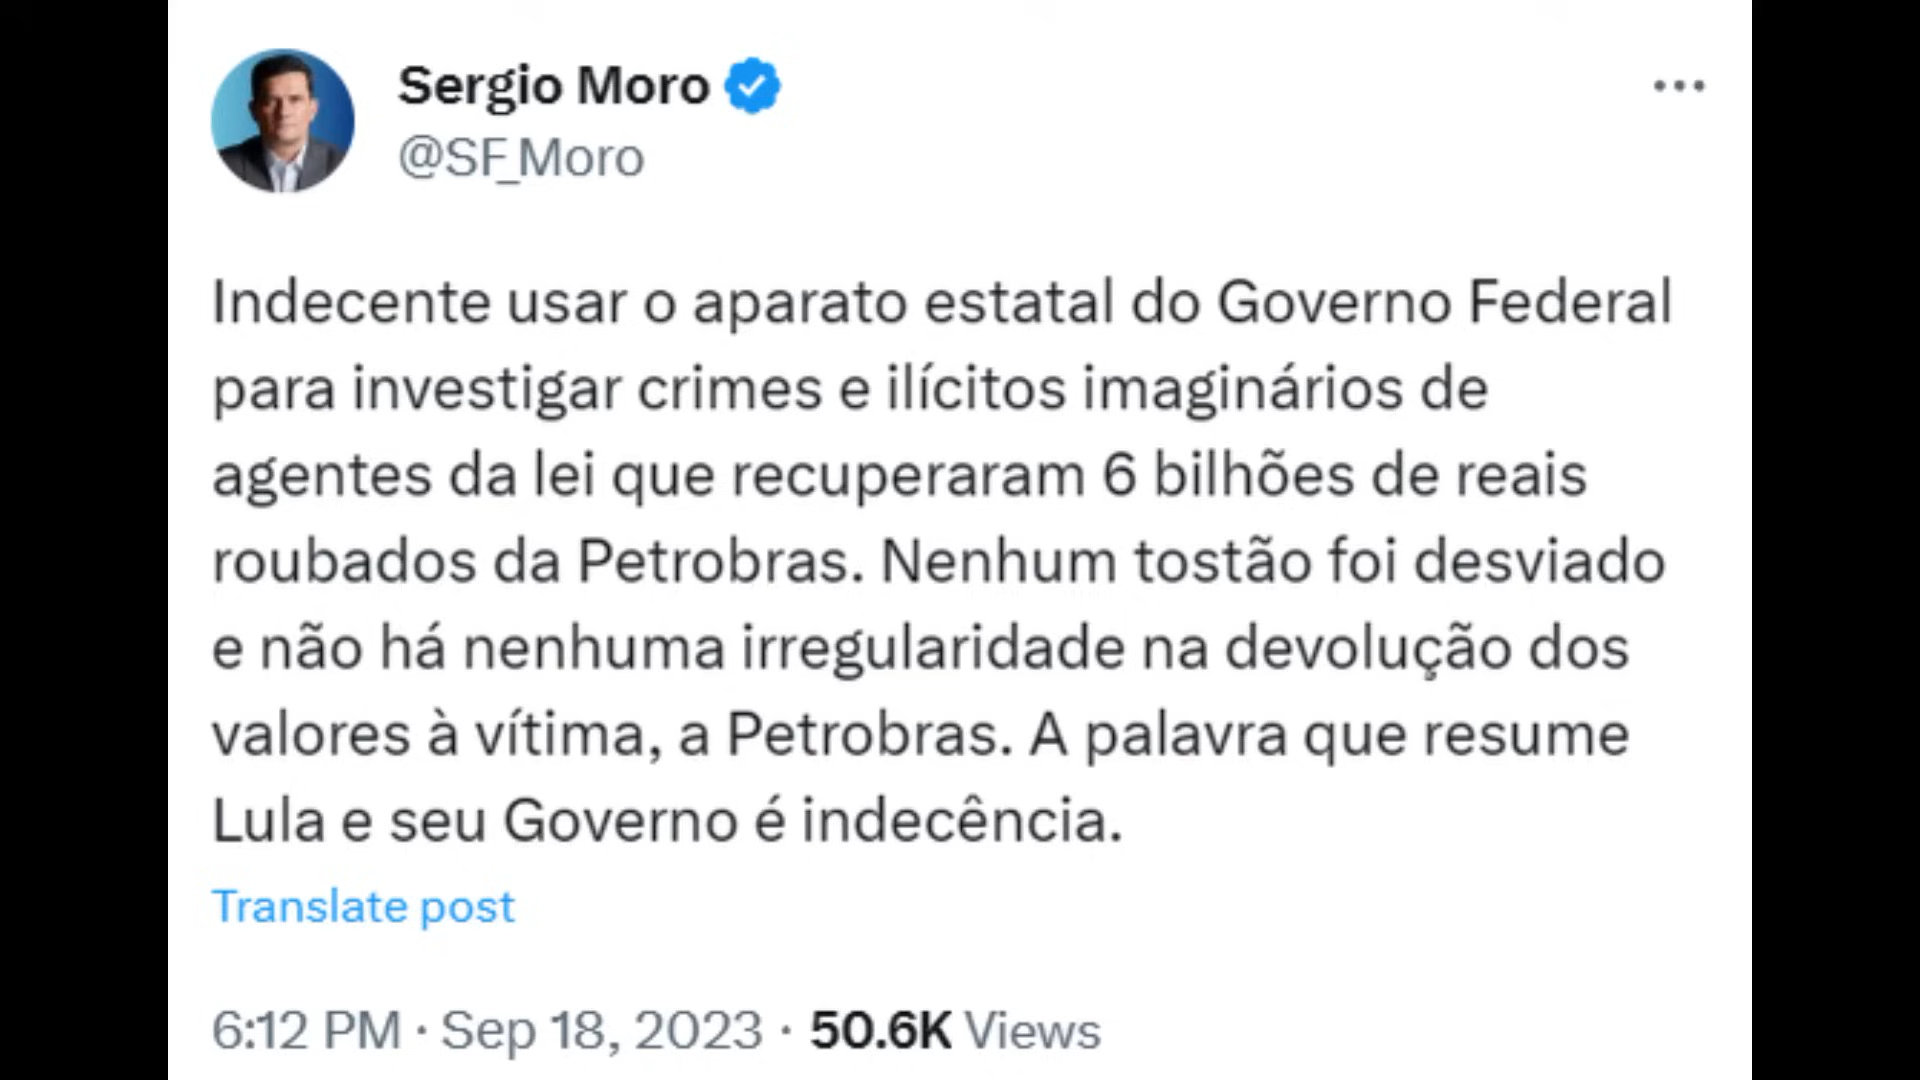 Sergio Moro
@SF_Moro
Indecente usar o aparato estatal do Governo Federal
para investigar crimes e ilícitos imaginários de
agentes da lei que recuperaram 6 bilhões de reais
roubados da Petrobras. Nenhum tostão foi desviado
e não há nenhuma irregularidade na devolução dos
valores à vítima, a Petrobras. A palavra que resume
Lula e seu Governo é indecência.
Translate post
6:12 PM · Sep 18, 2023 · 50.6K Views